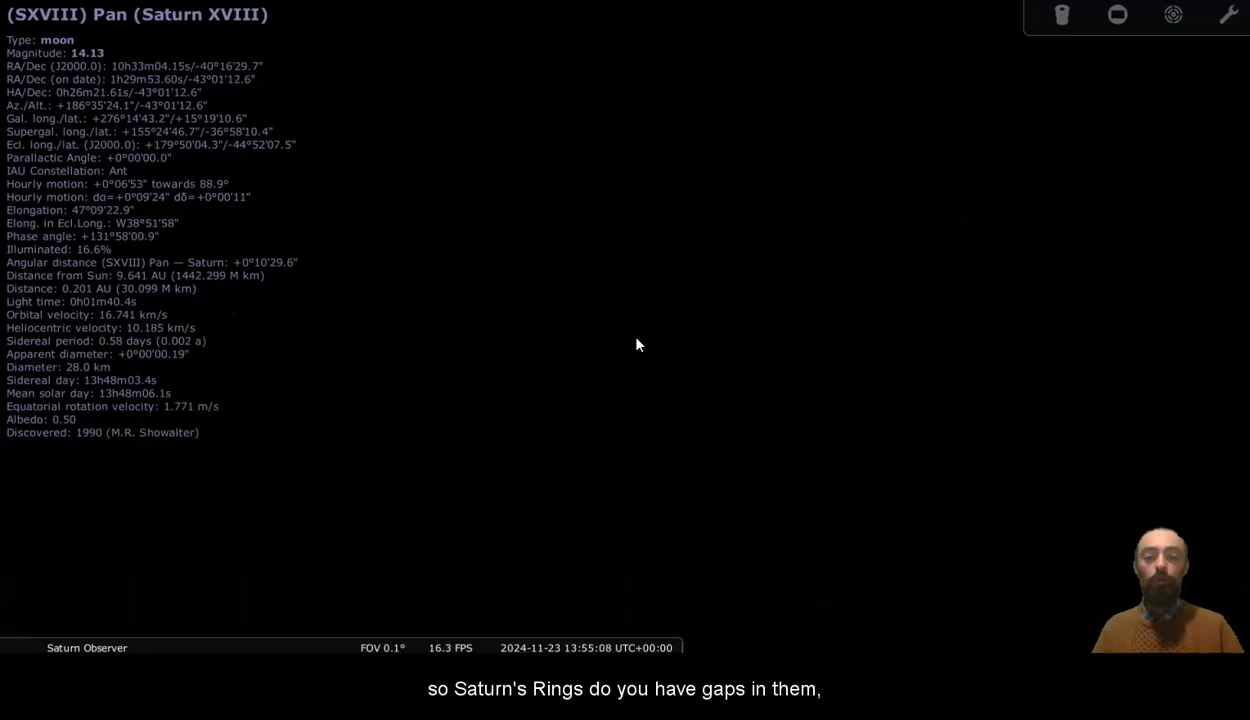 (SXVIII) Pan (Saturn XVIII)
Type: moon
Magnitude: 14.13
RA/Dec (J2000.0): 10h33m04.15s/-40°16'29.7"
RA/Dec (on date): 1h29m53.60s/-43°01'12.6"
HA/Dec: 0h26m21.61s/-43°01'12.6"
Az./Alt.: +186°35'24.1"/-43°01'12.6"
Gal. long./lat.: +276°14'43.2"/+15°19'10.6"
Supergal. long./lat.: +155°24'46.7"/-36°58'10.4"
Ecl. long./lat. (J2000.0): +179°50'04.3"/-44°52'07.5"
Parallactic Angle: +0°00'00.0"
IAU Constellation: Ant
Hourly motion: +0°06'53" towards 88.9°
Hourly motion: dα=+0°09'24" dδ=+0°00'11"
Elongation: 47°09'22.9"
Elong. in Ecl.Long.: W38°51'58"
Phase angle: +131°58'00.9"
Illuminated: 16.6%
Angular distance (SXVIII) Pan — Saturn: +0°10'29.6"
Distance from Sun: 9.641 AU (1442.299 M km)
Distance: 0.201 AU (30.099 M km)
Light time: 0h01m40.4s
Orbital velocity: 16.741 km/s
Heliocentric velocity: 10.185 km/s
Sidereal period: 0.58 days (0.002 a)
Apparent diameter: +0°00'00.19"
Diameter: 28.0 km
Sidereal day: 13h48m03.4s
Mean solar day: 13h48m06.1s
Equatorial rotation velocity: 1.771 m/s
Albedo: 0.50
Discovered: 1990 (M.R. Showalter)
Saturn Observer FOV 0.1° 16.3 FPS 2024-11-23 13:55:08 UTC+00:00
so Saturn's Rings do you have gaps in them,